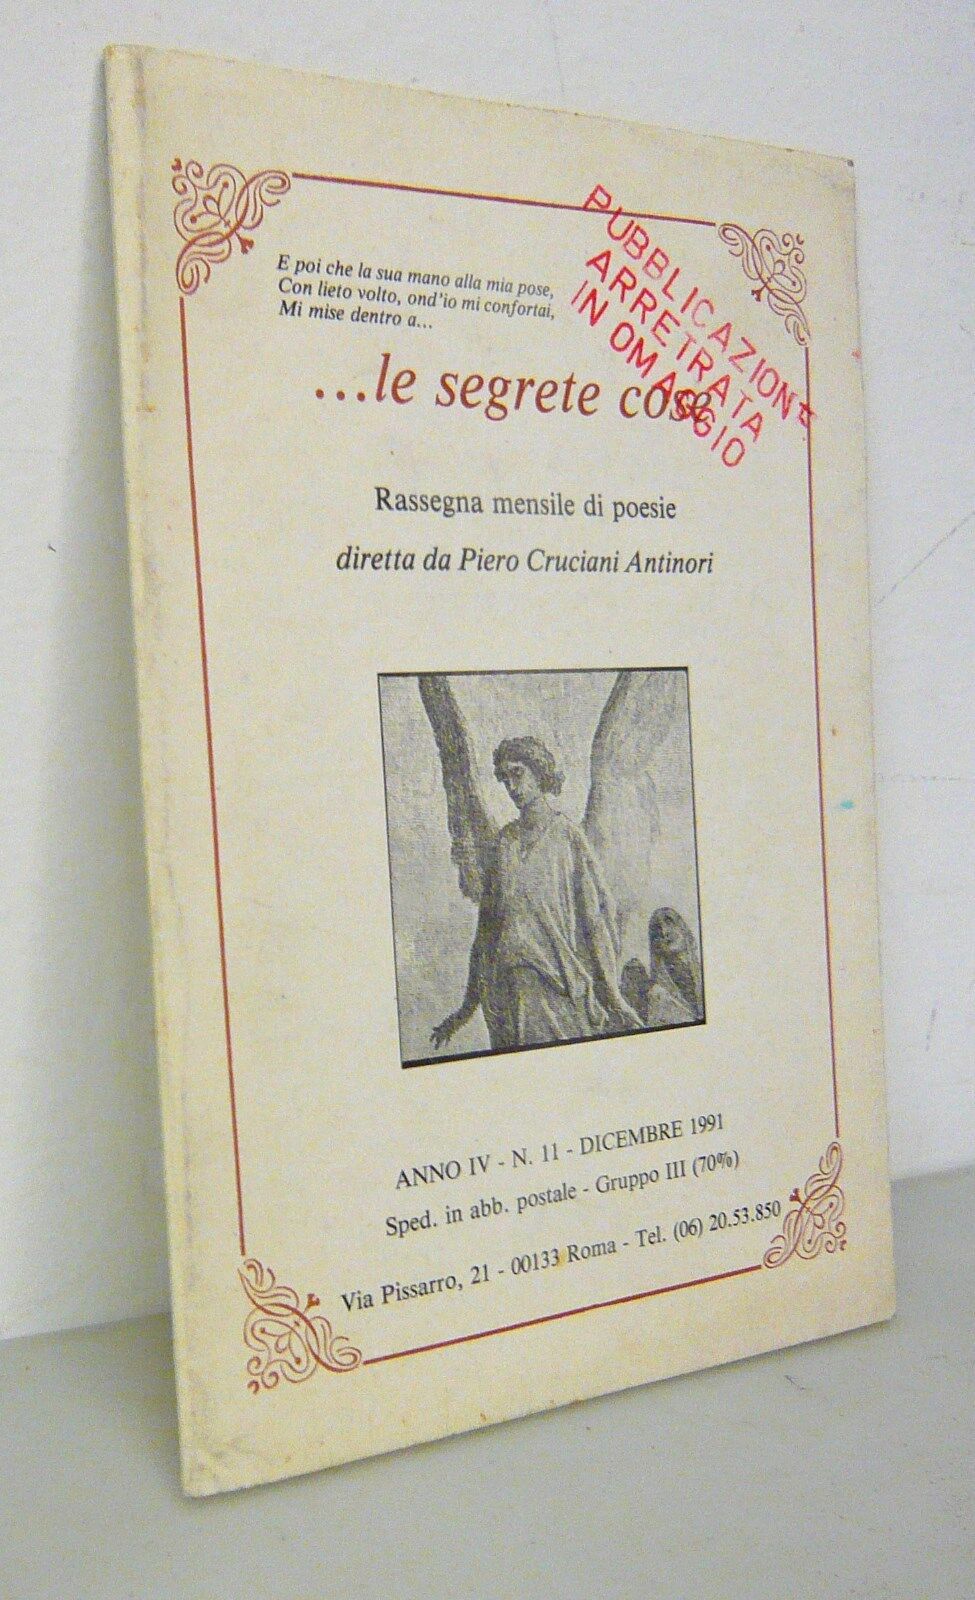 E poi che la sua mano alla mia pose,
Con lieto volto, ond'io mi confortai,
Mi mise dentro a...
...le segrete cose
PUBBLICAZIONE
ARRETRATA
IN OMAGGIO
Rassegna mensile di poesie
diretta da Piero Cruciani Antinori
ANNO IV - N. 11 - DICEMBRE 1991
Sped. in abb. postale - Gruppo III (70%)
Via Pissarro, 21 - 00133 Roma - Tel. (06) 20.53.850